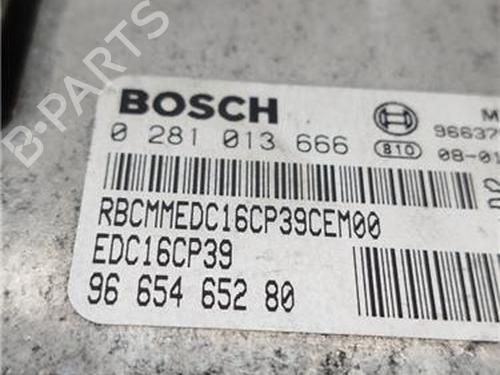 B-PARTS
BOSCH
0 281 013 666
810
RBCMMEDC16CP39CEM00
EDC16CP39
96 654 652 80